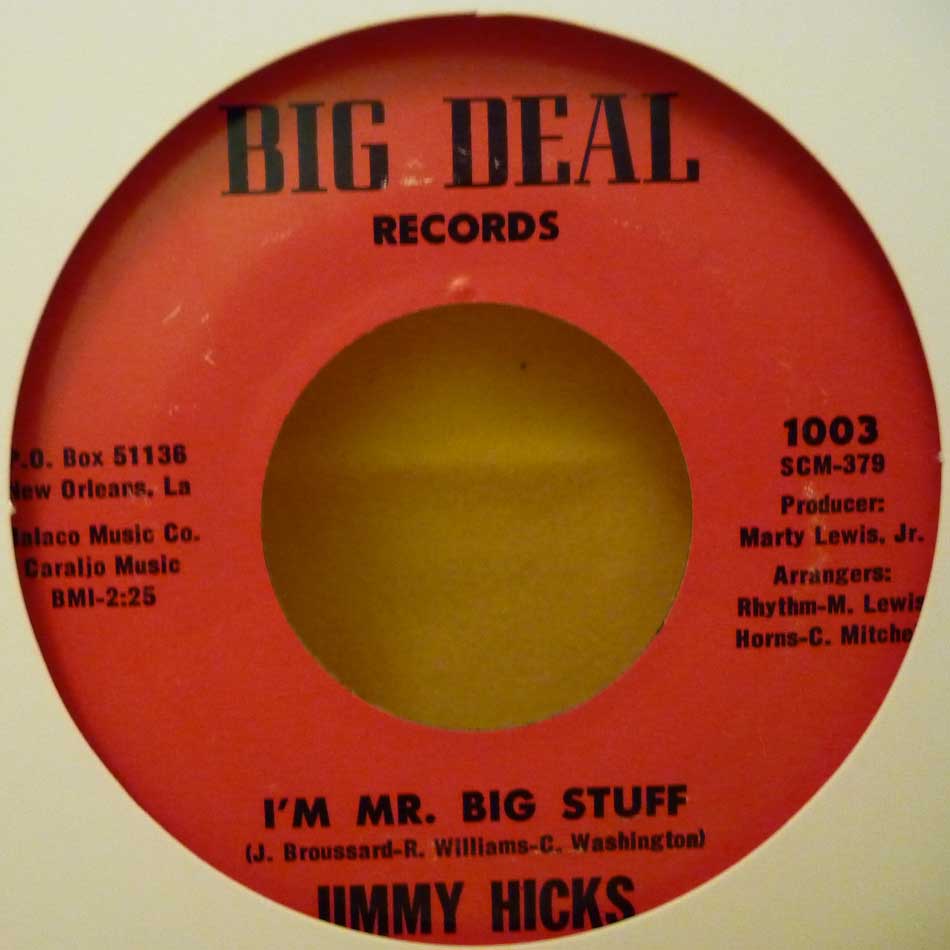 BIG DEAL
RECORDS
.O. Box 51136
New Orleans, La
alaco Music Co.
Caraljo Music
BMI-2:25
1003
SCM-379
Producer:
Marty Lewis, Jr.
Arrangers:
Rhythm-M. Lewis
Horns-C. Mitche
I'M MR. BIG STUFF
(J. Broussard-R. Williams-C. Washington)
JIMMY HICKS